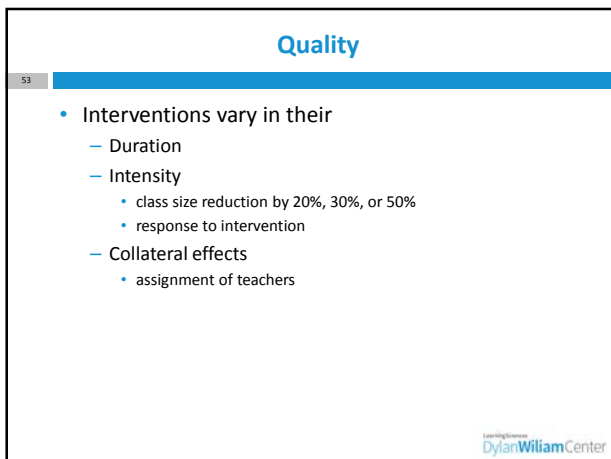 Quality
53
• Interventions vary in their
– Duration
– Intensity
• class size reduction by 20%, 30%, or 50%
• response to intervention
– Collateral effects
• assignment of teachers
LearningSciences
DylanWiliamCenter